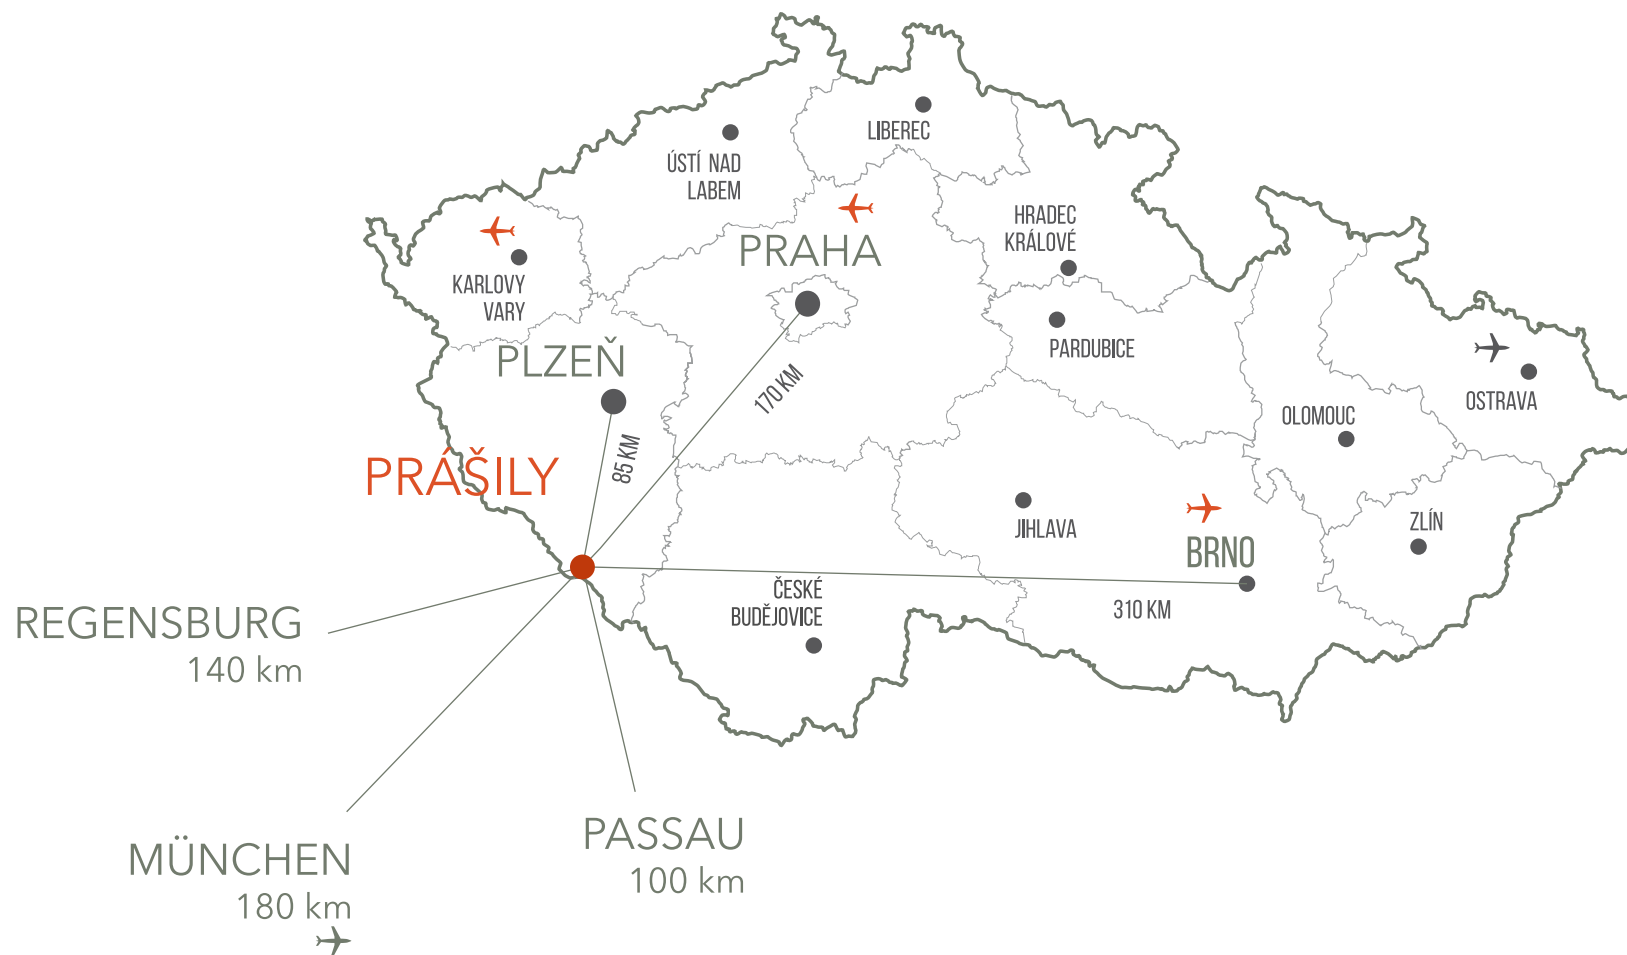 LIBEREC
ÚSTÍ NAD
LABEM
HRADEC
KRÁLOVÉ
PRAHA
KARLOVY
VARY
PLZEŇ
PARDUBICE
170 KM
OSTRAVA
OLOMOUC
85 KM
PRÁŠILY
ZLÍN
JIHLAVA
BRNO
ČESKÉ
BUDĚJOVICE
310 KM
REGENSBURG
140 km
PASSAU
100 km
MÜNCHEN
180 km